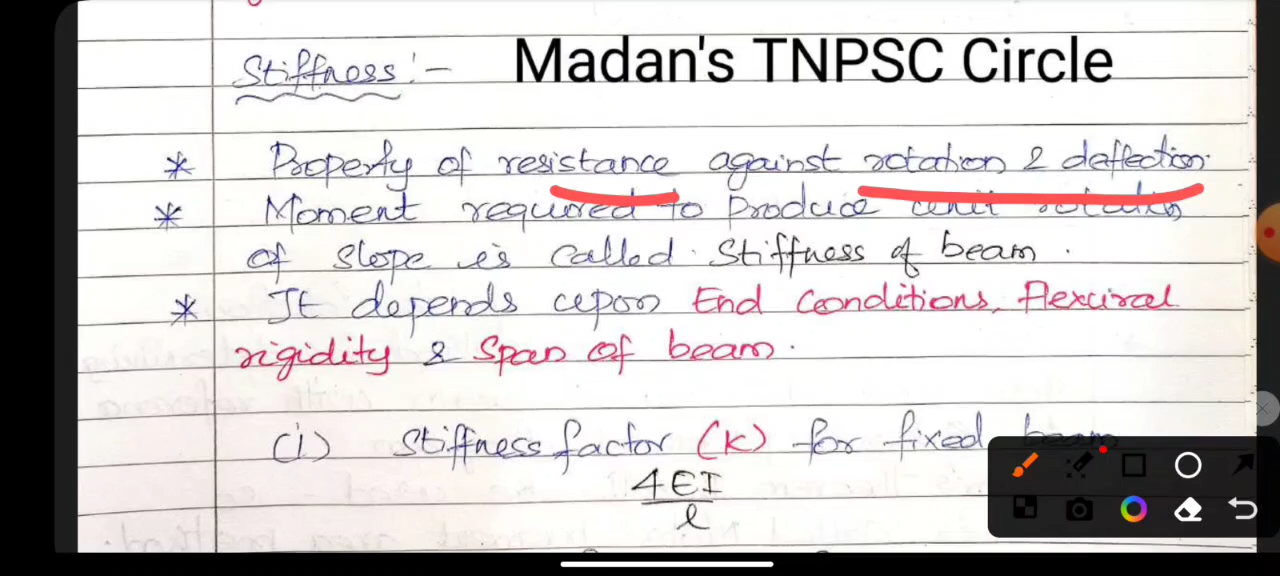 Stiffness :-
Madan's TNPSC Circle
* Property of resistance against rotation & deffection.
* Moment required to produce unit rotation
of slope is called. Stiffness of beam.
* It depends upon End Conditions, flexural
rigidity & Span of beam.
(i) Stiffness factor (K) for fixed beam
4EI
l